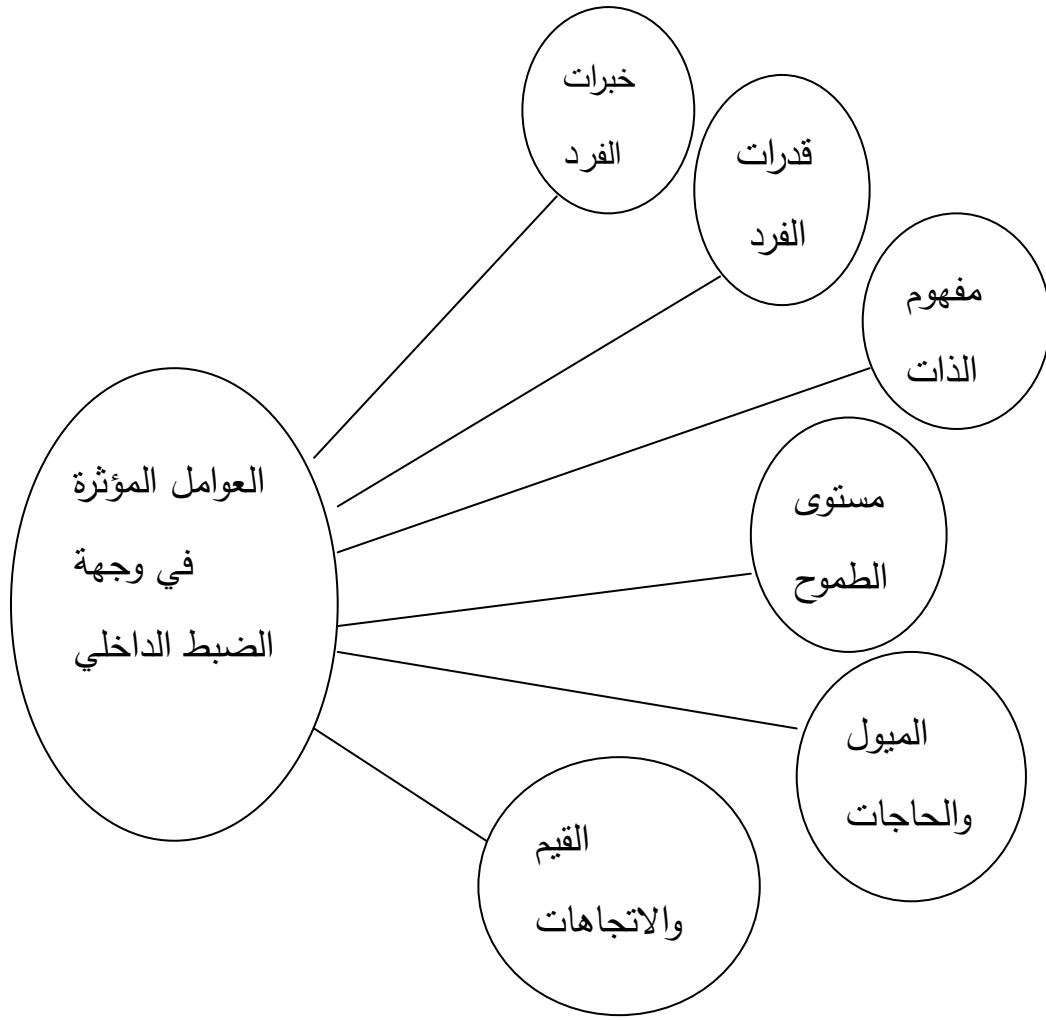 العوامل المؤثرة
في وجهة
الضبط الداخلي
خبرات
الفرد
قدرات
الفرد
مفهوم
الذات
مستوى
الطموح
الميول
والحاجات
القيم
والاتجاهات